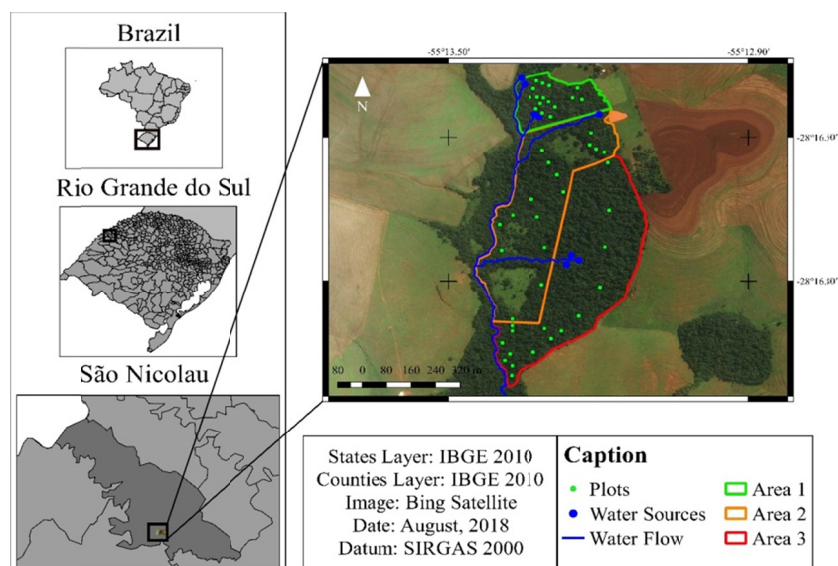 Brazil
Rio Grande do Sul
São Nicolau
-55°13.50 -55°12.90
N
-28°16.50
-28°16.80
80 0 80 160 240 320 m
States Layer: IBGE 2010
Counties Layer: IBGE 2010
Image: Bing Satellite
Date: August, 2018
Datum: SIRGAS 2000
Caption
Plots
Water Sources
Water Flow
Area 1
Area 2
Area 3